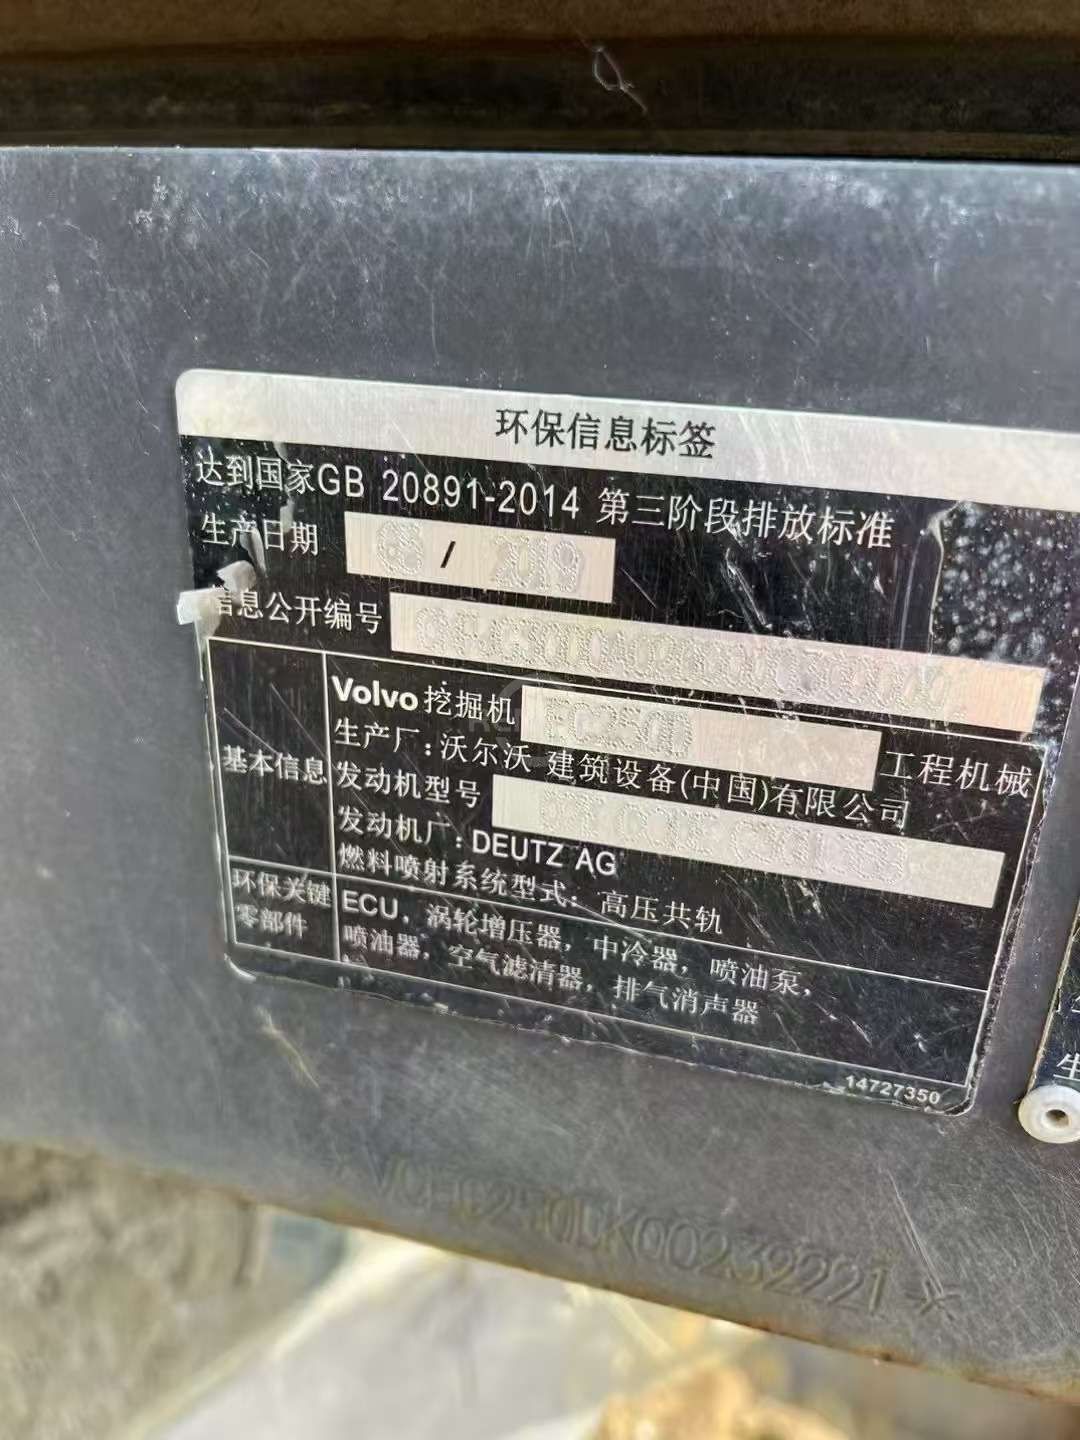 环保信息标签
达到国家GB 20891-2014 第三阶段排放标准
生产日期 / 2019
信息公开编号
Volvo 挖掘机 EC250D 工程机械
生产厂：沃尔沃 建筑设备(中国)有限公司
基本信息
发动机型号
发动机厂：DEUTZ AG
燃料喷射系统型式：高压共轨
环保关键
零部件
ECU，涡轮增压器，中冷器，喷油泵，
喷油器，空气滤清器，排气消声器
14727350
生